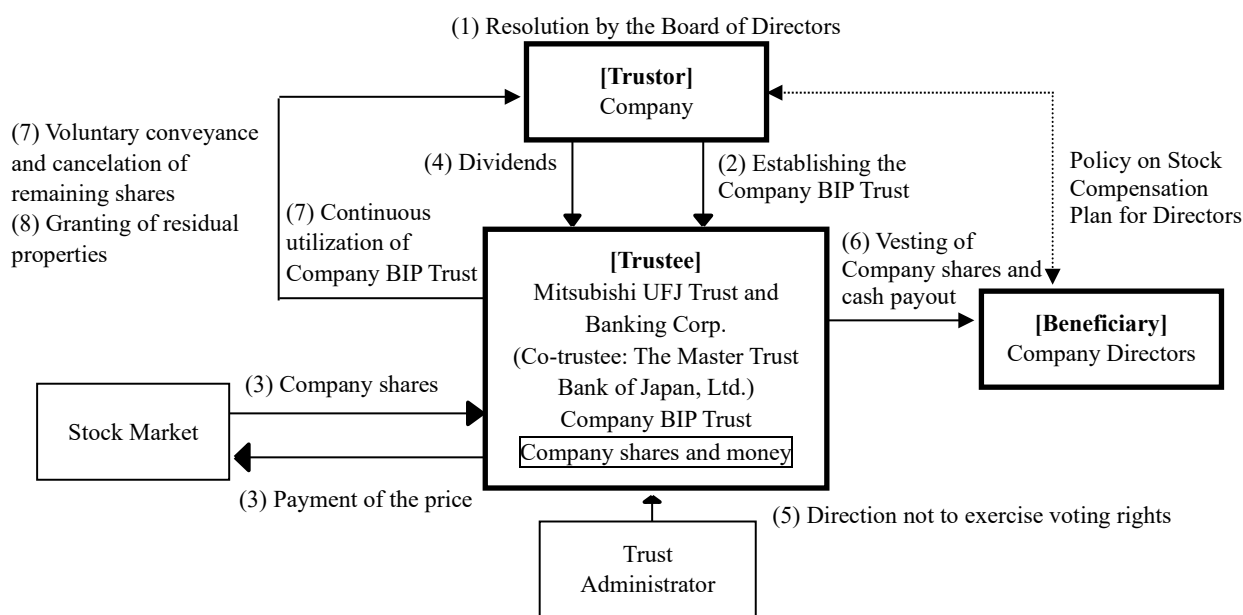 (1) Resolution by the Board of Directors
[Trustor]
Company
(7) Voluntary conveyance
and cancelation of
remaining shares
(8) Granting of residual
properties
(4) Dividends
(2) Establishing the
Company BIP Trust
Policy on Stock
Compensation
Plan for Directors
(7) Continuous
utilization of
Company BIP Trust
[Trustee]
Mitsubishi UFJ Trust and
Banking Corp.
(Co-trustee: The Master Trust
Bank of Japan, Ltd.)
Company BIP Trust
Company shares and money
(6) Vesting of
Company shares and
cash payout
[Beneficiary]
Company Directors
(3) Company shares
Stock Market
(3) Payment of the price
(5) Direction not to exercise voting rights
Trust
Administrator